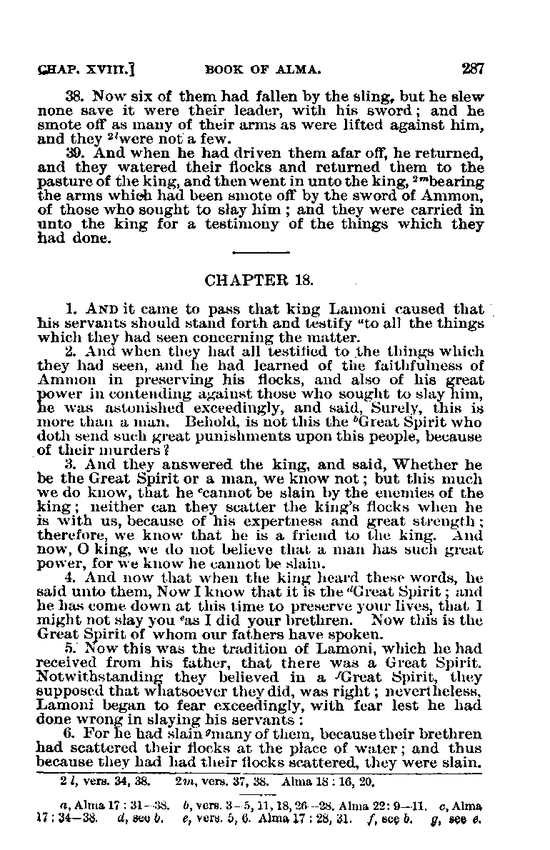 CHAP. XVIII.] BOOK OF ALMA. 287
38. Now six of them had fallen by the sling, but he slew
none save it were their leader, with his sword; and he
smote off as many of their arms as were lifted against him,
and they ²ˡwere not a few.
39. And when he had driven them afar off, he returned,
and they watered their flocks and returned them to the
pasture of the king, and then went in unto the king, ²ᵐbearing
the arms which had been smote off by the sword of Ammon,
of those who sought to slay him; and they were carried in
unto the king for a testimony of the things which they
had done.
CHAPTER 18.
1. AND it came to pass that king Lamoni caused that
his servants should stand forth and testify ᵃto all the things
which they had seen concerning the matter.
2. And when they had all testified to the things which
they had seen, and he had learned of the faithfulness of
Ammon in preserving his flocks, and also of his great
power in contending against those who sought to slay him,
he was astonished exceedingly, and said, Surely, this is
more than a man. Behold, is not this the ᵇGreat Spirit who
doth send such great punishments upon this people, because
of their murders?
3. And they answered the king, and said, Whether he
be the Great Spirit or a man, we know not; but this much
we do know, that he ᶜcannot be slain by the enemies of the
king; neither can they scatter the king's flocks when he
is with us, because of his expertness and great strength;
therefore, we know that he is a friend to the king. And
now, O king, we do not believe that a man has such great
power, for we know he cannot be slain.
4. And now that when the king heard these words, he
said unto them, Now I know that it is the ᵈGreat Spirit; and
he has come down at this time to preserve your lives, that I
might not slay you ᵉas I did your brethren. Now this is the
Great Spirit of whom our fathers have spoken.
5. Now this was the tradition of Lamoni, which he had
received from his father, that there was a Great Spirit.
Notwithstanding they believed in a ᶠGreat Spirit, they
supposed that whatsoever they did, was right; nevertheless,
Lamoni began to fear exceedingly, with fear lest he had
done wrong in slaying his servants:
6. For he had slain ᵍmany of them, because their brethren
had scattered their flocks at the place of water; and thus
because they had had their flocks scattered, they were slain.
2 l, vers. 34, 38. 2m, vers. 37, 38. Alma 18:16, 20.
a, Alma 17:31-38. b, vers. 3-5, 11, 18, 26-28. Alma 22:9-11. c, Alma
17:34-38. d, see b. e, vers. 5, 6. Alma 17:28, 31. f, see b. g, see e.